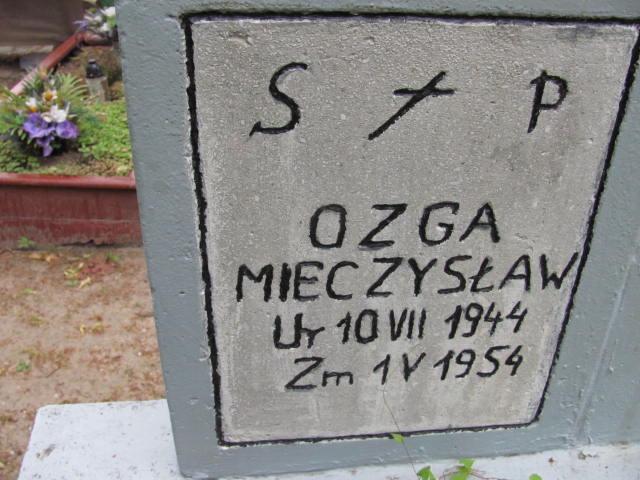 S P
OZGA
MIECZYSŁAW
Ur 10 VII 1944
Zm 1 V 1954